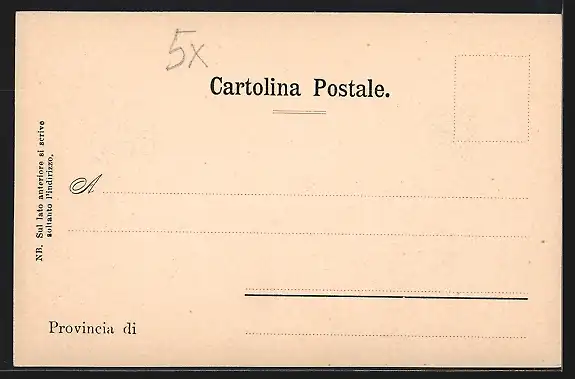 5x
Cartolina Postale.
NB. Sul lato anteriore si scrive
soltanto l'indirizzo.
A
Provincia di